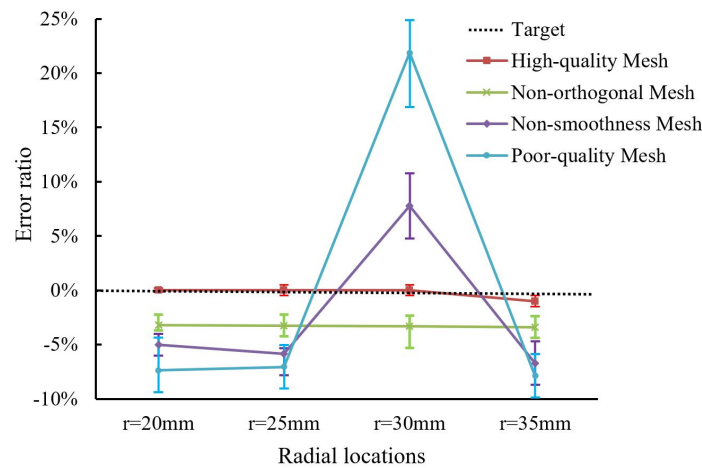 25%
20%
15%
10%
5%
0%
-5%
-10%
Error ratio
r=20mm
r=25mm
r=30mm
r=35mm
Radial locations
Target
High-quality Mesh
Non-orthogonal Mesh
Non-smoothness Mesh
Poor-quality Mesh